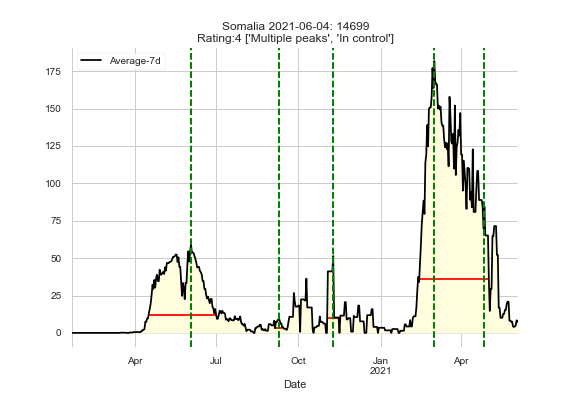 Somalia 2021-06-04: 14699
Rating:4 ['Multiple peaks', 'In control']
Average-7d
175
150
125
100
75
50
25
0
Apr Jul Oct Jan Apr
2021
Date